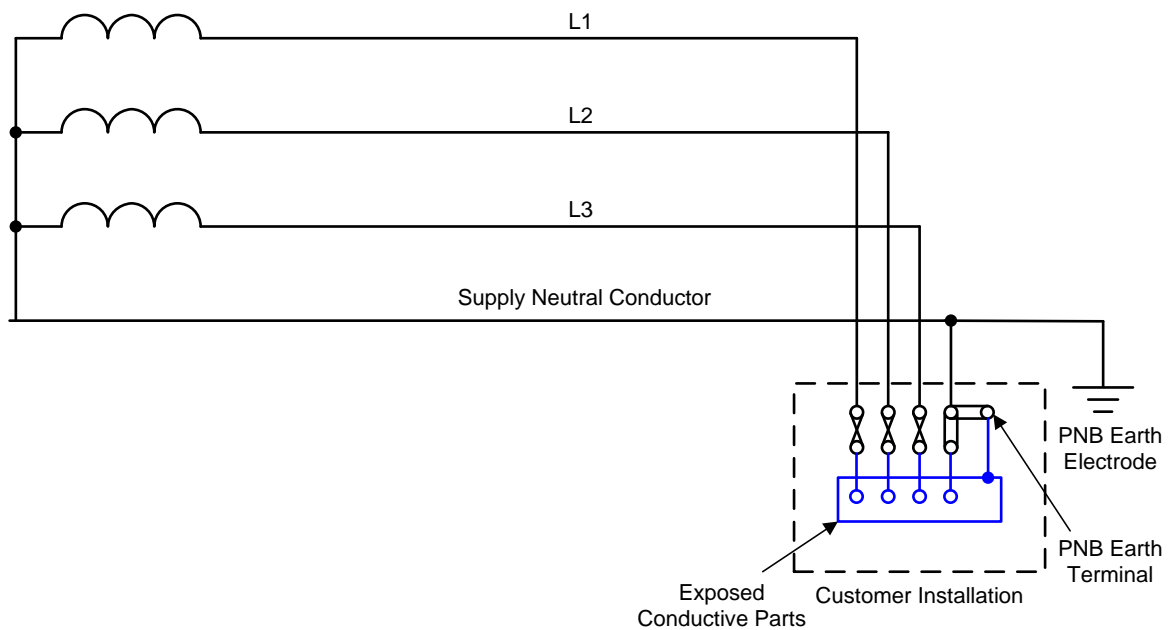 L1
L2
L3
Supply Neutral Conductor
PNB Earth
Electrode
PNB Earth
Terminal
Exposed
Conductive Parts
Customer Installation